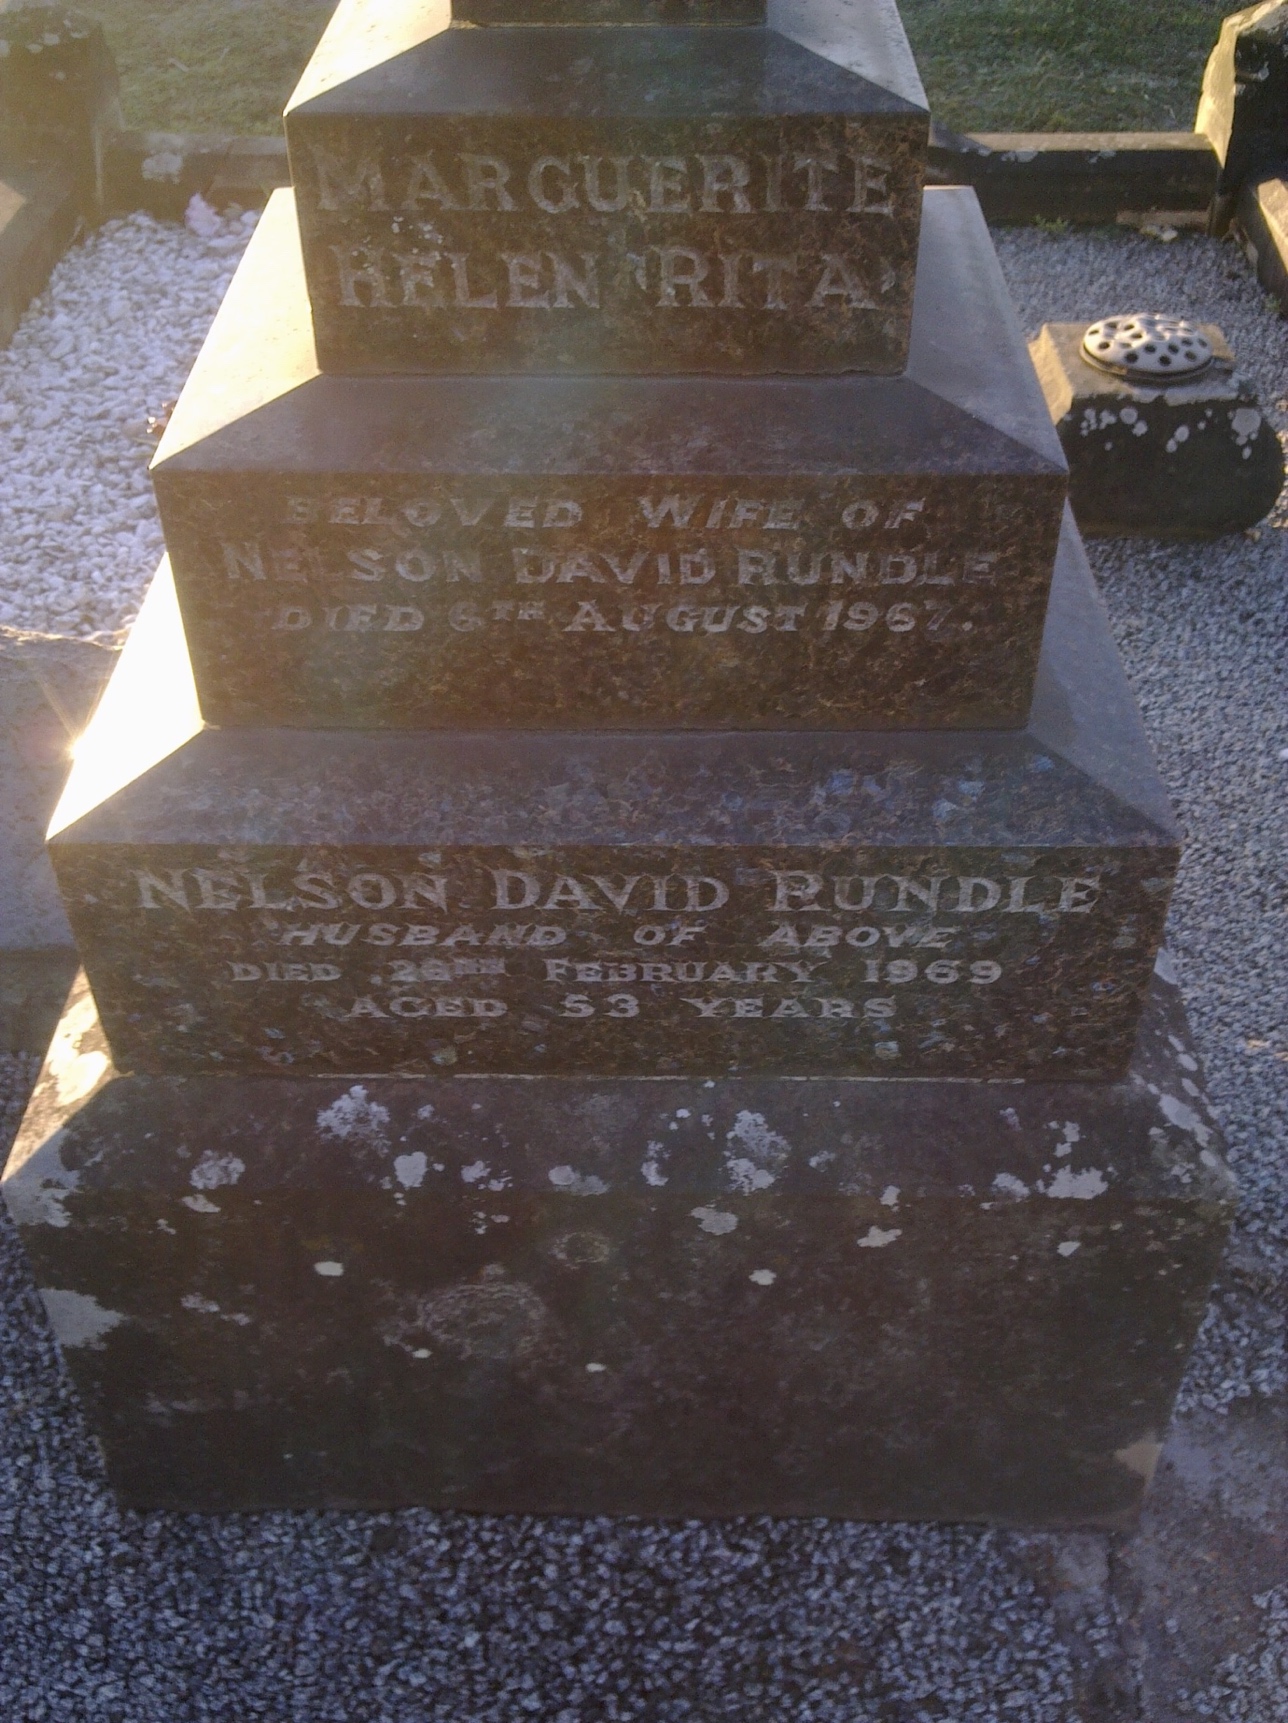 MARGUERITE
HELEN 'RITA'
BELOVED WIFE OF
NELSON DAVID RUNDLE
DIED 6TH AUGUST 1967.
NELSON DAVID RUNDLE
HUSBAND OF ABOVE
DIED FEBRUARY 1969
AGED 53 YEARS